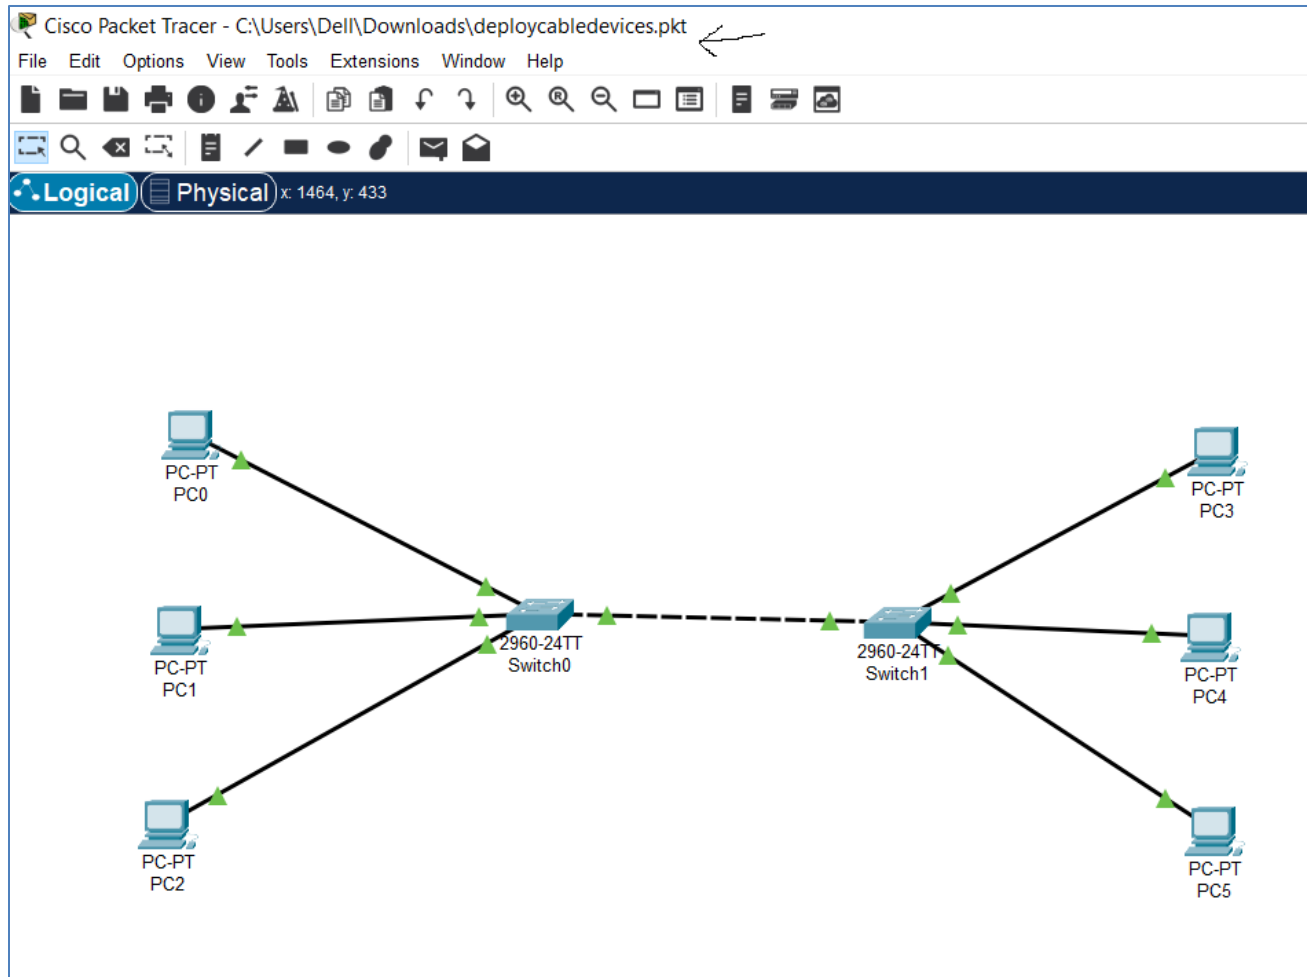 Cisco Packet Tracer - C:\Users\Dell\Downloads\deploycabledevices.pkt
File Edit Options View Tools Extensions Window Help
Logical Physical x: 1464, y: 433
PC-PT
PC0
PC-PT
PC1
PC-PT
PC2
2960-24TT
Switch0
2960-24TT
Switch1
PC-PT
PC3
PC-PT
PC4
PC-PT
PC5